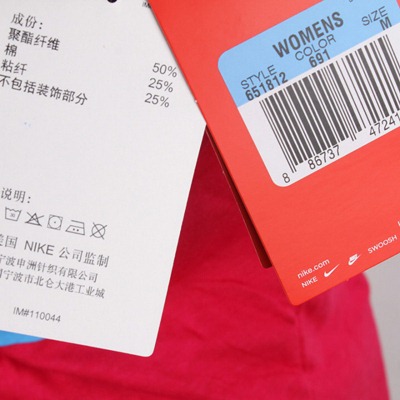 成份:
聚酯纤维
棉 50%
粘纤 25%
不包括装饰部分 25%
说明:
国 NIKE 公司监制
宁波申洲针织有限公司
宁波市北仑大港工业城
IM#110044
WOMENS
SIZE
M
STYLE COLOR
651812 691
8 86737 4724
nike.com
NIKE SWOOSH